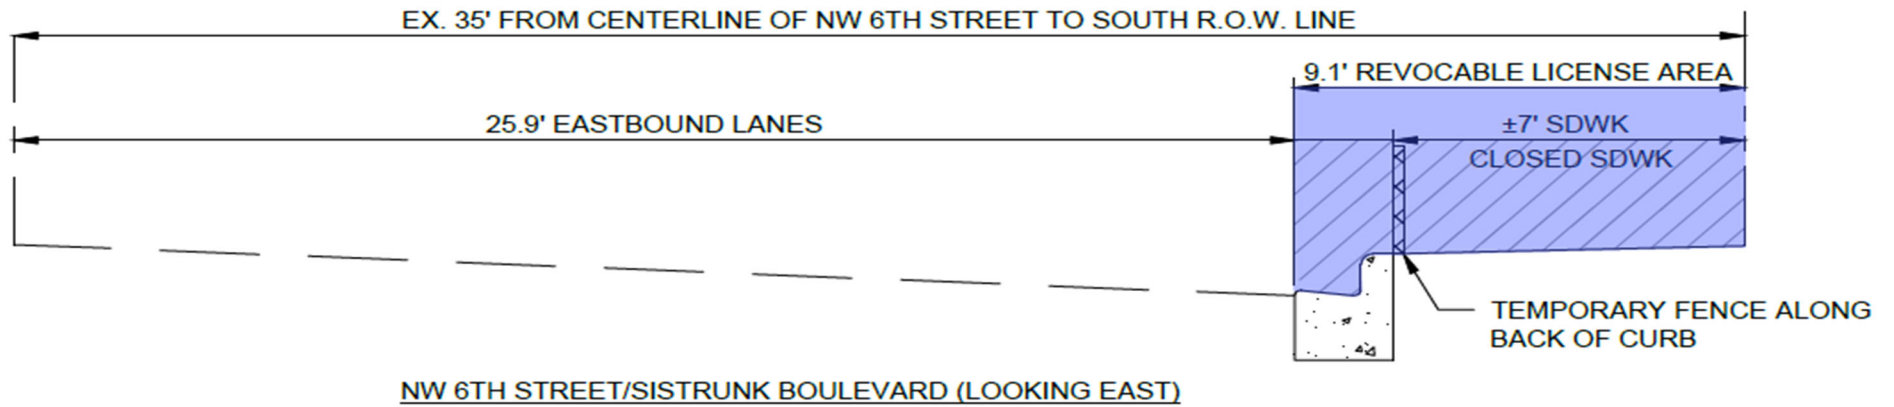 EX. 35' FROM CENTERLINE OF NW 6TH STREET TO SOUTH R.O.W. LINE
9.1' REVOCABLE LICENSE AREA
25.9' EASTBOUND LANES
±7' SDWK
CLOSED SDWK
TEMPORARY FENCE ALONG
BACK OF CURB
NW 6TH STREET/SISTRUNK BOULEVARD (LOOKING EAST)